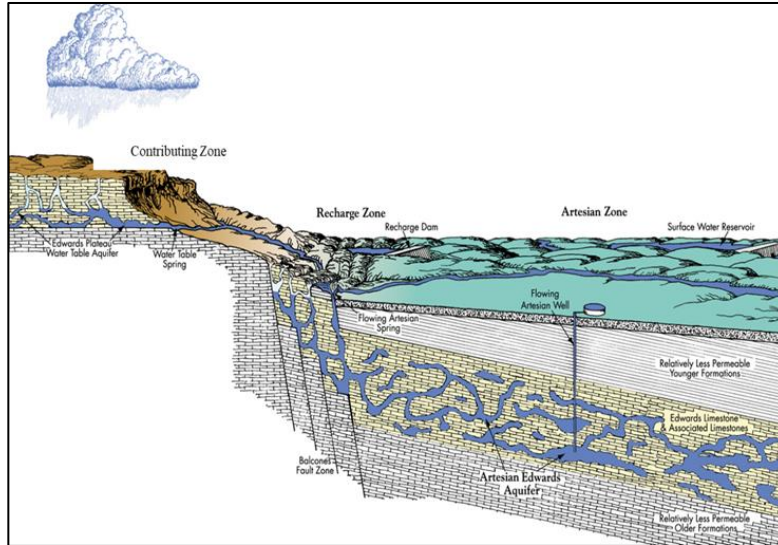 Contributing Zone
Recharge Zone
Artesian Zone
Recharge Dam
Surface Water Reservoir
Edwards Plateau
Water Table Aquifer
Water Table
Spring
Flowing
Artesian Well
Flowing Artesian
Spring
Relatively Less Permeable
Younger Formations
Edwards Limestone
& Associated Limestones
Balcones
Fault Zone
Artesian Edwards
Aquifer
Relatively Less Permeable
Older Formations